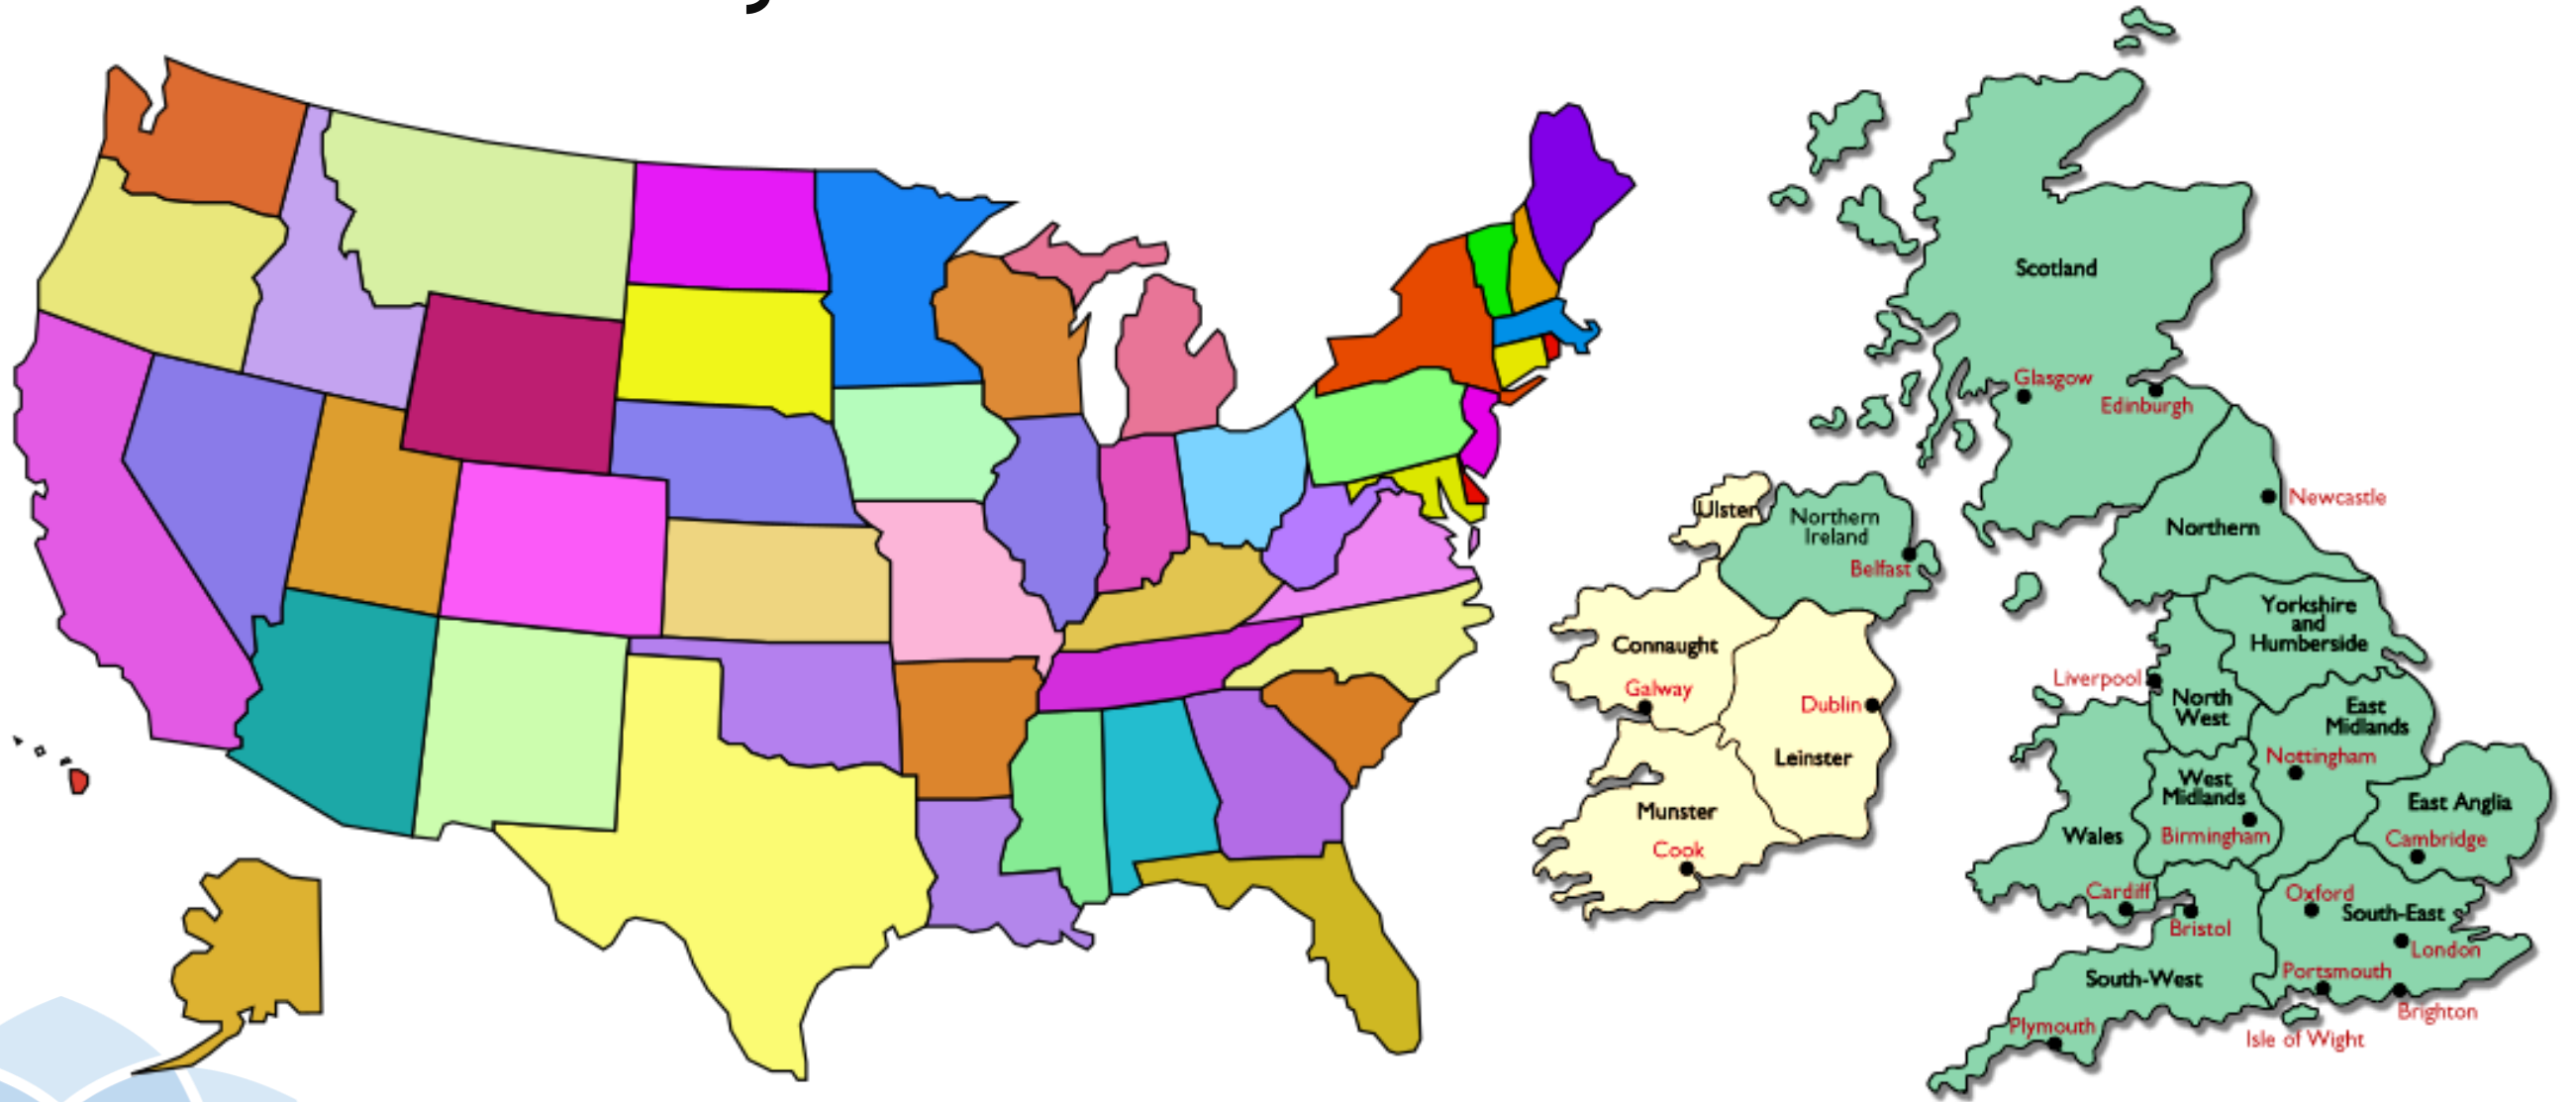 Scotland
Glasgow
Edinburgh
Newcastle
Northern
Ulster
Northern
Ireland
Belfast
Yorkshire
and
Humberside
Connaught
Galway
Dublin
Leinster
Munster
Cook
Liverpool
North
West
East
Midlands
Nottingham
West
Midlands
Birmingham
East Anglia
Cambridge
Wales
Cardiff
Bristol
Oxford
South-East
London
South-West
Portsmouth
Brighton
Plymouth
Isle of Wight